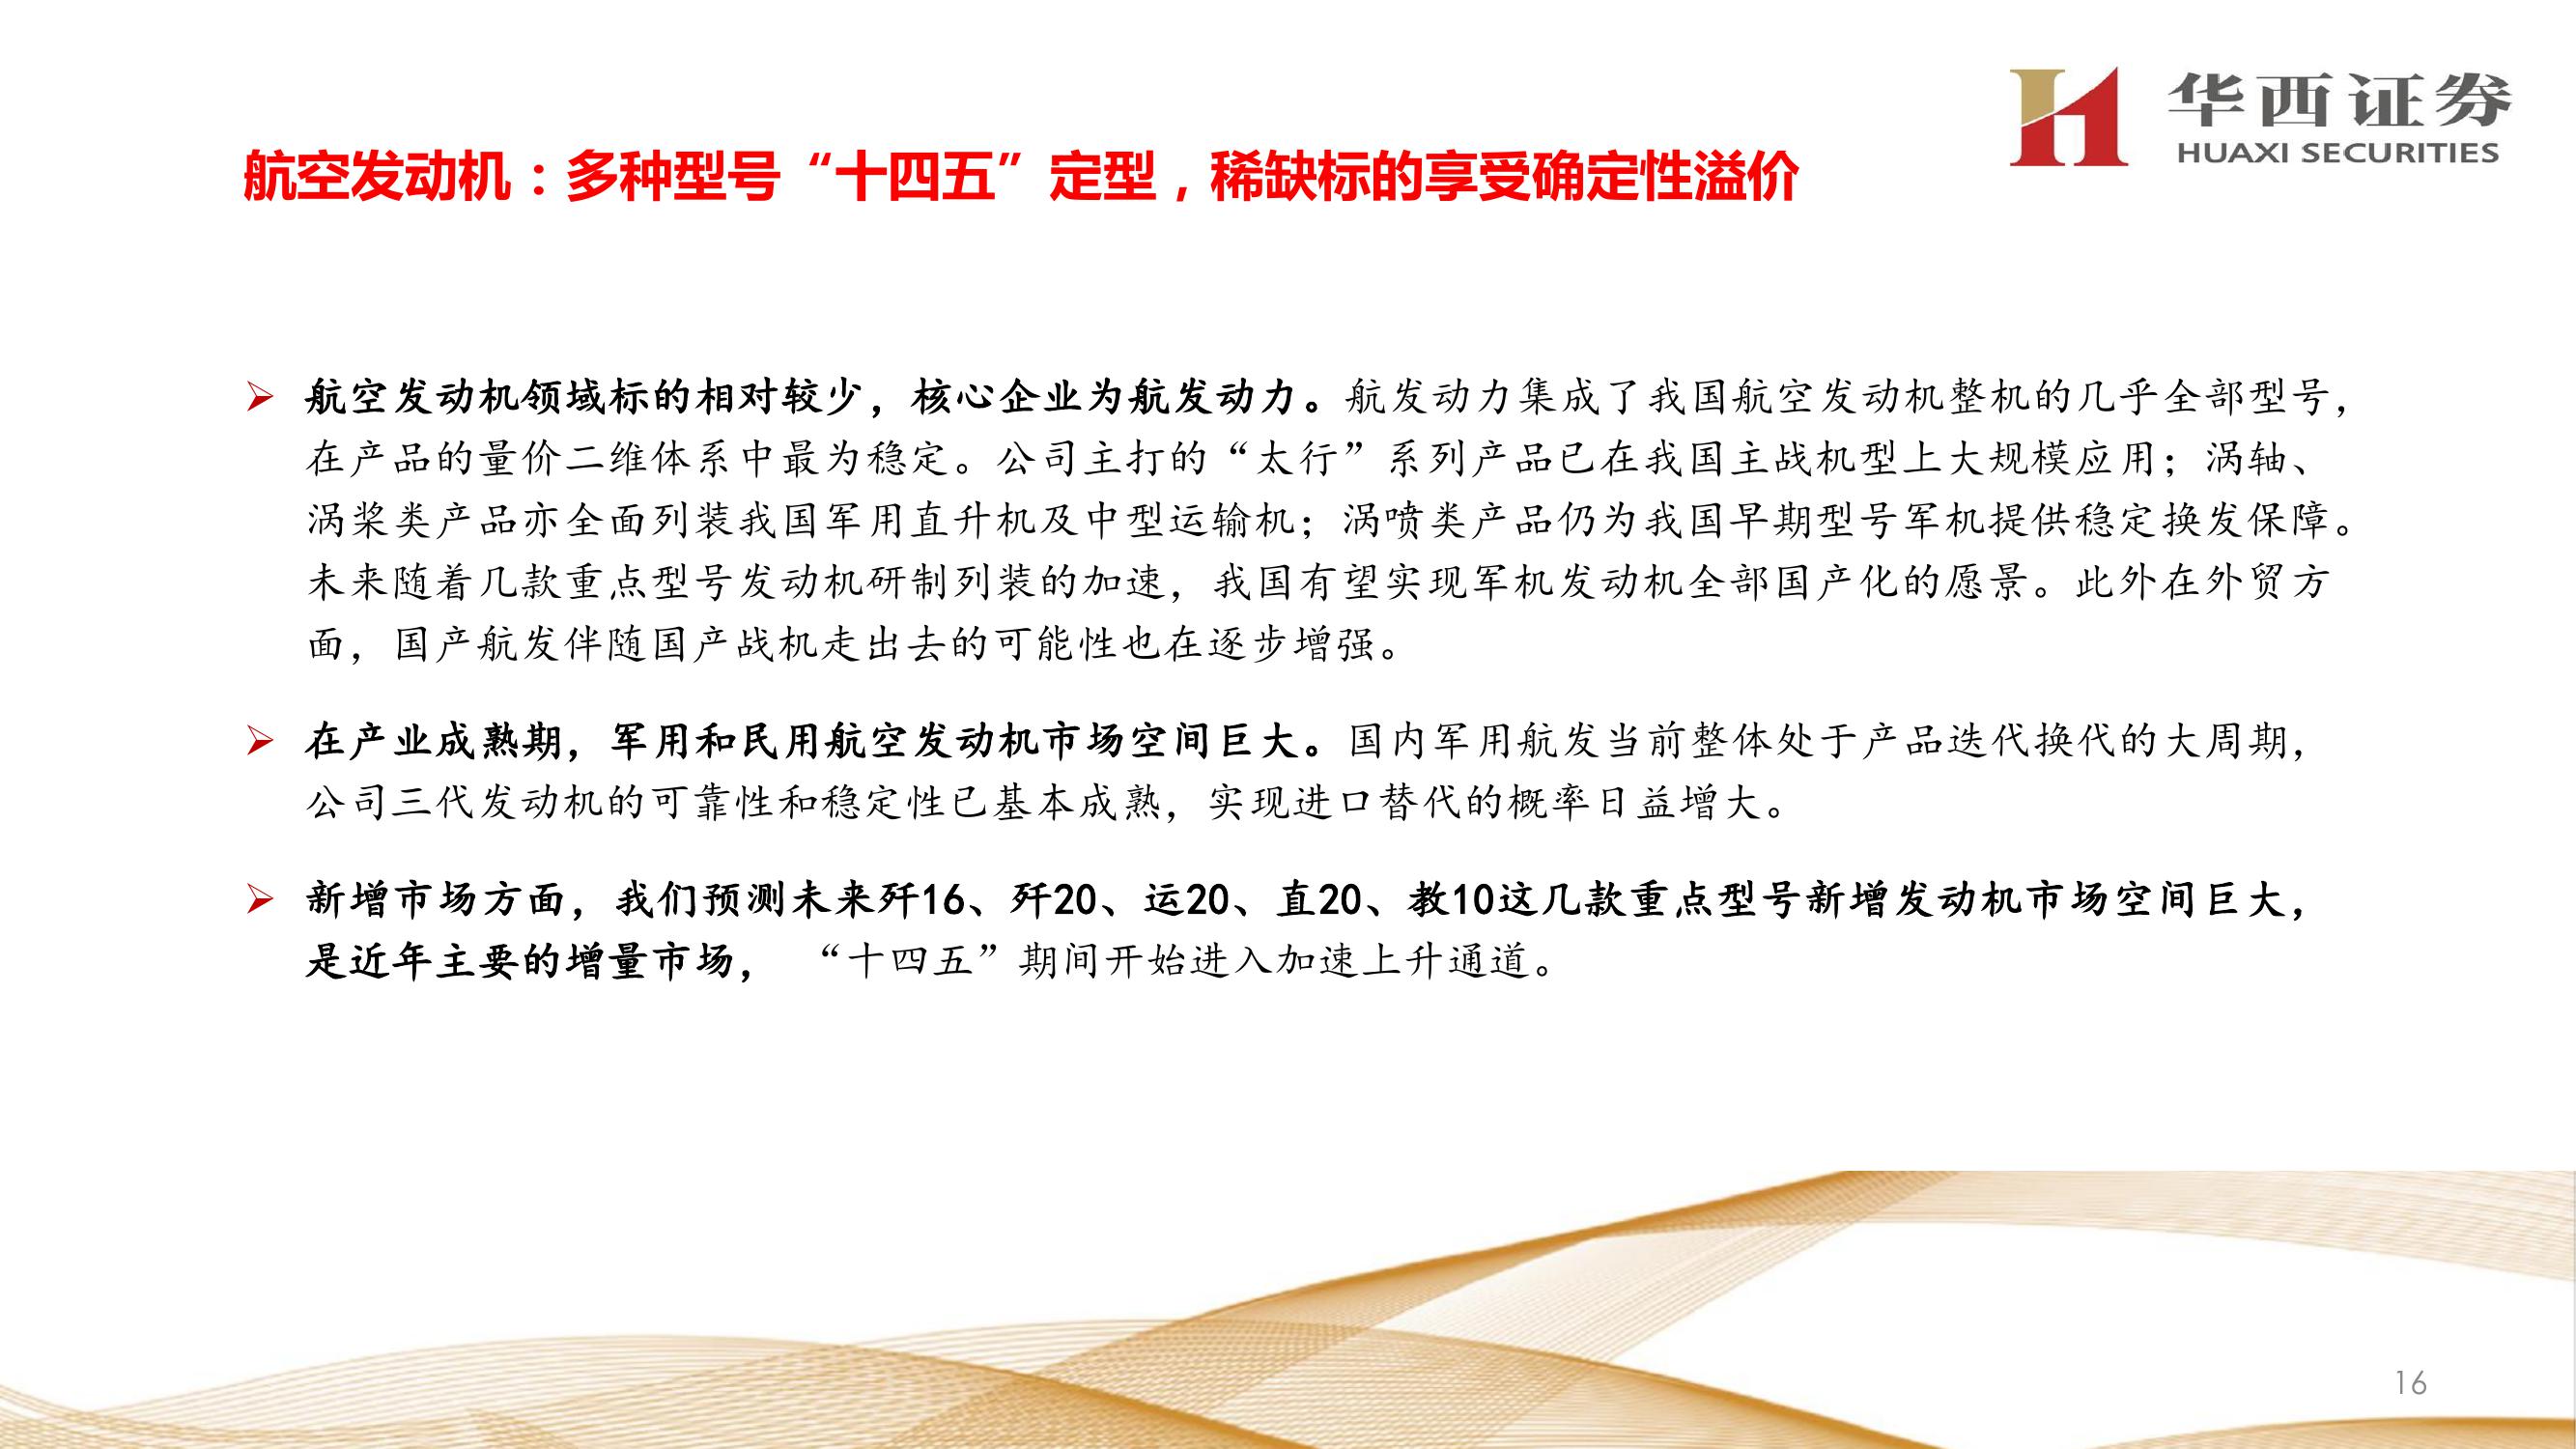 华西证券
HUAXI SECURITIES
航空发动机：多种型号“十四五”定型，稀缺标的享受确定性溢价
航空发动机领域标的相对较少，核心企业为航发动力。航发动力集成了我国航空发动机整机的几乎全部型号，
在产品的量价二维体系中最为稳定。公司主打的“太行”系列产品已在我国主战机型上大规模应用；涡轴、
涡桨类产品亦全面列装我国军用直升机及中型运输机；涡喷类产品仍为我国早期型号军机提供稳定换发保障。
未来随着几款重点型号发动机研制列装的加速，我国有望实现军机发动机全部国产化的愿景。此外在外贸方
面，国产航发伴随国产战机走出去的可能性也在逐步增强。
在产业成熟期，军用和民用航空发动机市场空间巨大。国内军用航发当前整体处于产品迭代换代的大周期，
公司三代发动机的可靠性和稳定性已基本成熟，实现进口替代的概率日益增大。
新增市场方面，我们预测未来歼16、歼20、运20、直20、教10这几款重点型号新增发动机市场空间巨大，
是近年主要的增量市场， “十四五”期间开始进入加速上升通道。
16